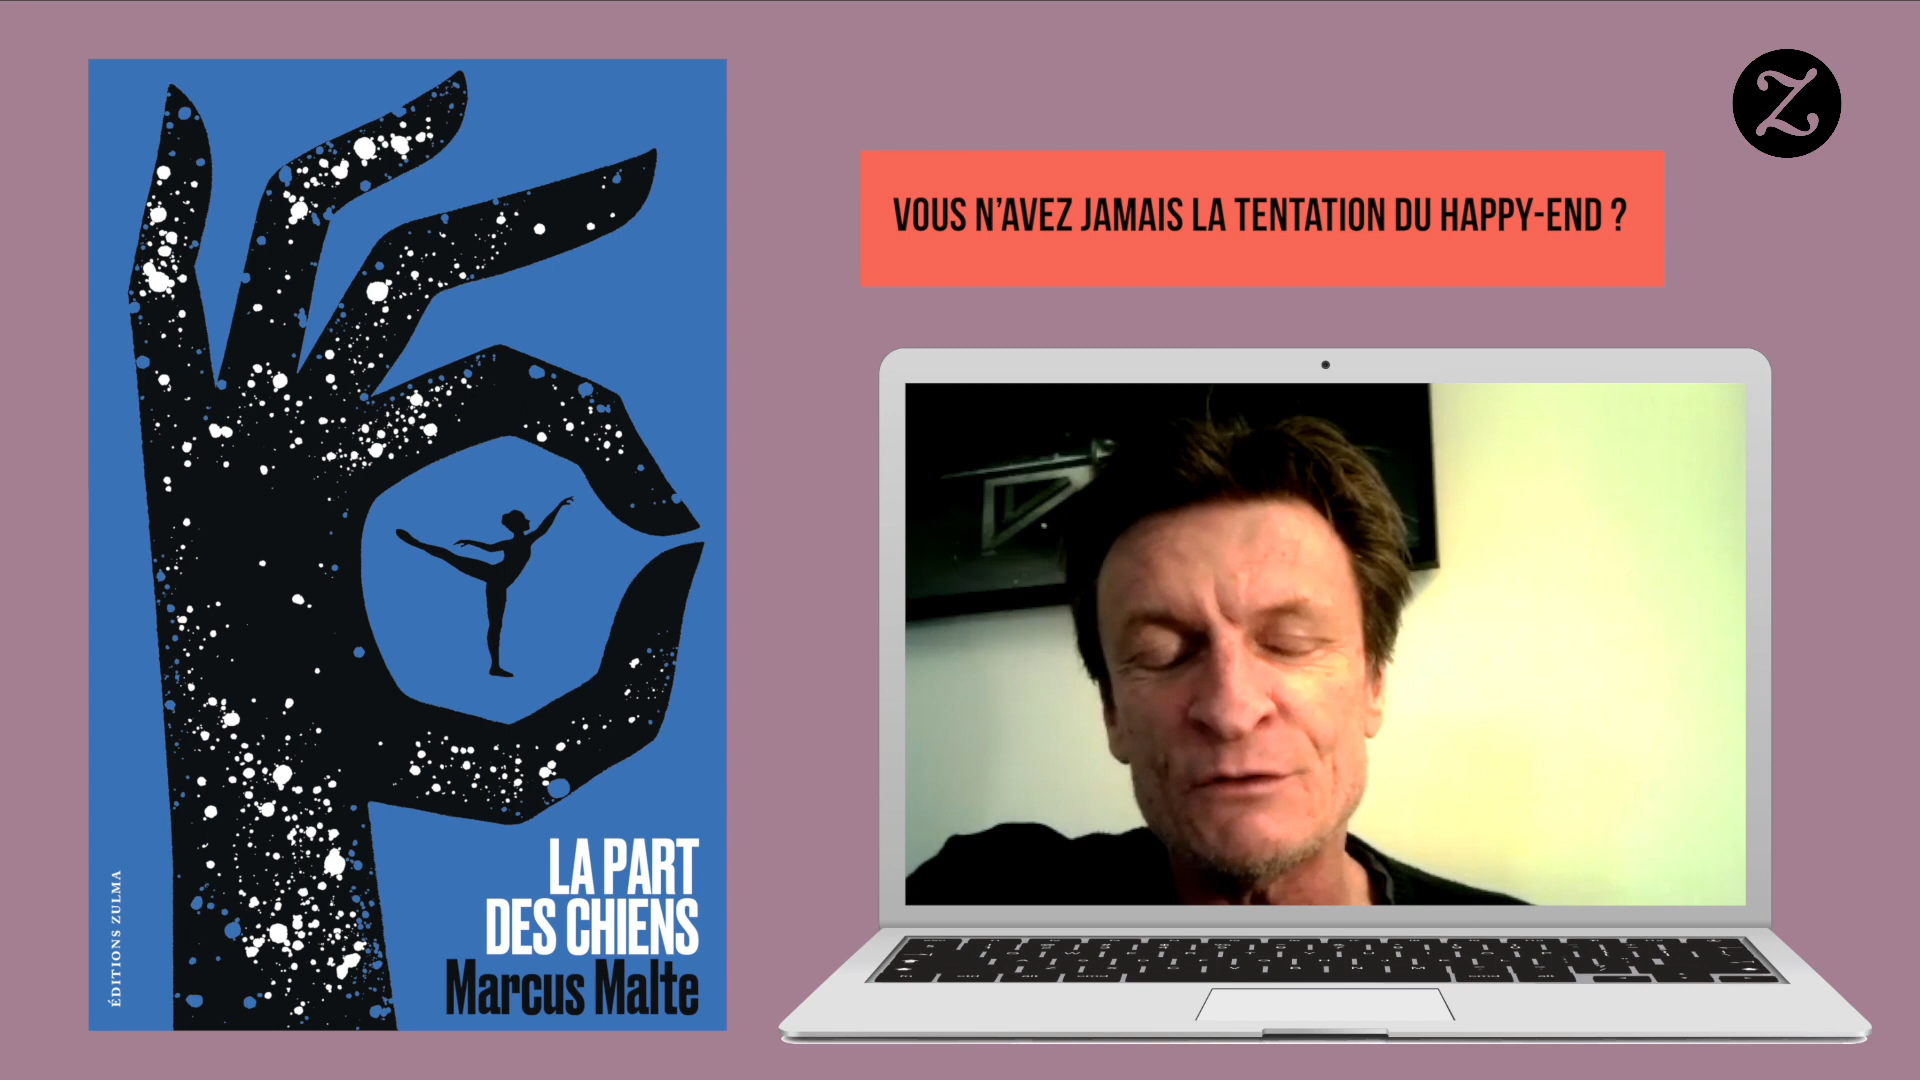 Z
VOUS N'AVEZ JAMAIS LA TENTATION DU HAPPY-END ?
LA PART
DES CHIENS
Marcus Malte
ÉDITIONS ZULMA